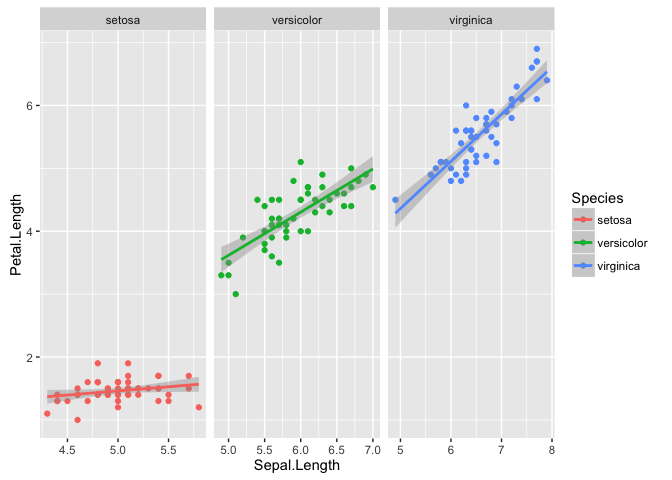 setosa
versicolor
virginica
Petal.Length
6
4
2
4.5 5.0 5.5
5.0 5.5 6.0 6.5 7.0
5 6 7 8
Sepal.Length
Species
setosa
versicolor
virginica